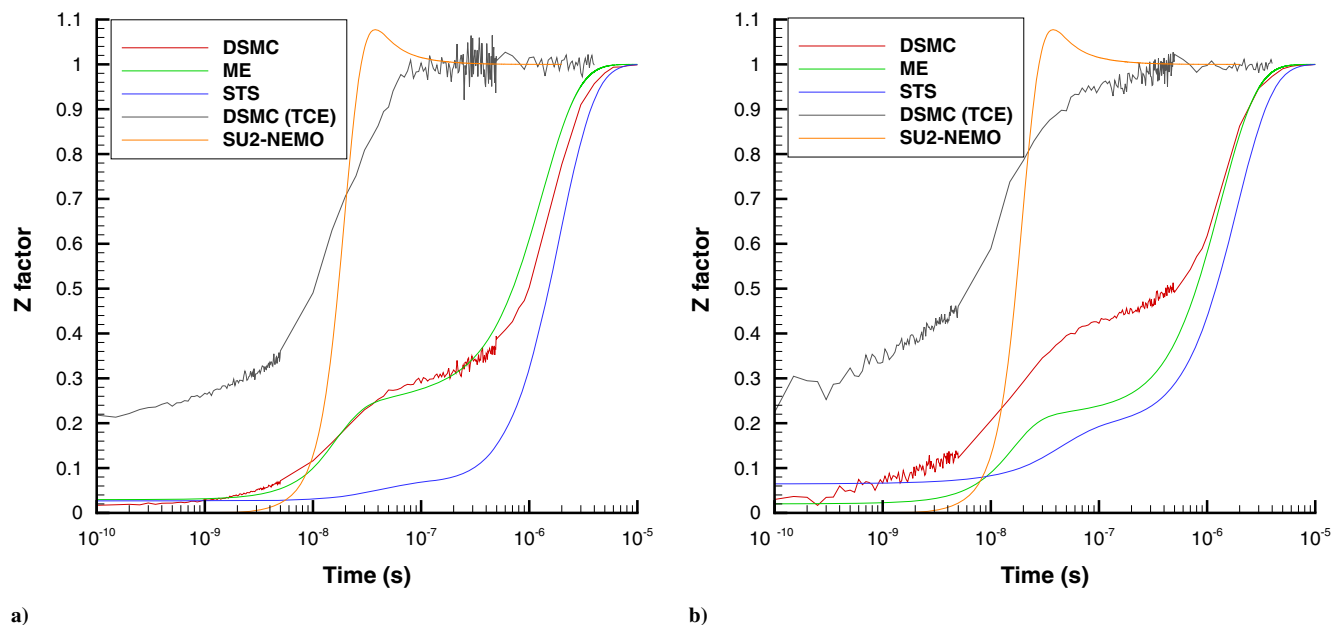 1.1
1
0.9
0.8
0.7
0.6
0.5
0.4
0.3
0.2
0.1
0
Z factor
DSMC
ME
STS
DSMC (TCE)
SU2-NEMO
10⁻¹⁰ 10⁻⁹ 10⁻⁸ 10⁻⁷ 10⁻⁶ 10⁻⁵
Time (s)
a)
1.1
1
0.9
0.8
0.7
0.6
0.5
0.4
0.3
0.2
0.1
0
Z factor
DSMC
ME
STS
DSMC (TCE)
SU2-NEMO
10⁻¹⁰ 10⁻⁹ 10⁻⁸ 10⁻⁷ 10⁻⁶ 10⁻⁵
Time (s)
b)